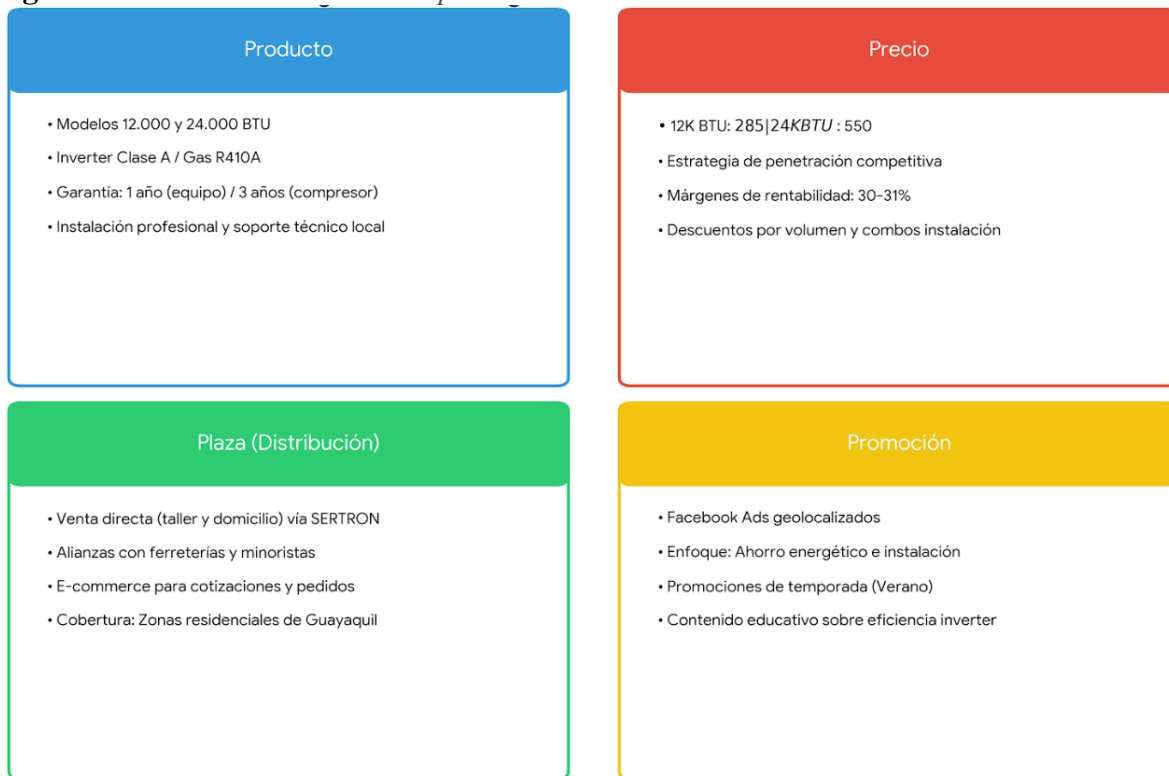 Producto
• Modelos 12.000 y 24.000 BTU
• Inverter Clase A / Gas R410A
• Garantía: 1 año (equipo) / 3 años (compresor)
• Instalación profesional y soporte técnico local
Precio
• 12K BTU: 285|24KBTU : 550
• Estrategia de penetración competitiva
• Márgenes de rentabilidad: 30-31%
• Descuentos por volumen y combos instalación
Plaza (Distribución)
• Venta directa (taller y domicilio) vía SERTRON
• Alianzas con ferreterías y minoristas
• E-commerce para cotizaciones y pedidos
• Cobertura: Zonas residenciales de Guayaquil
Promoción
• Facebook Ads geolocalizados
• Enfoque: Ahorro energético e instalación
• Promociones de temporada (Verano)
• Contenido educativo sobre eficiencia inverter